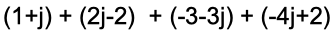 (1+j) + (2j-2) + (-3-3j) + (-4j+2)